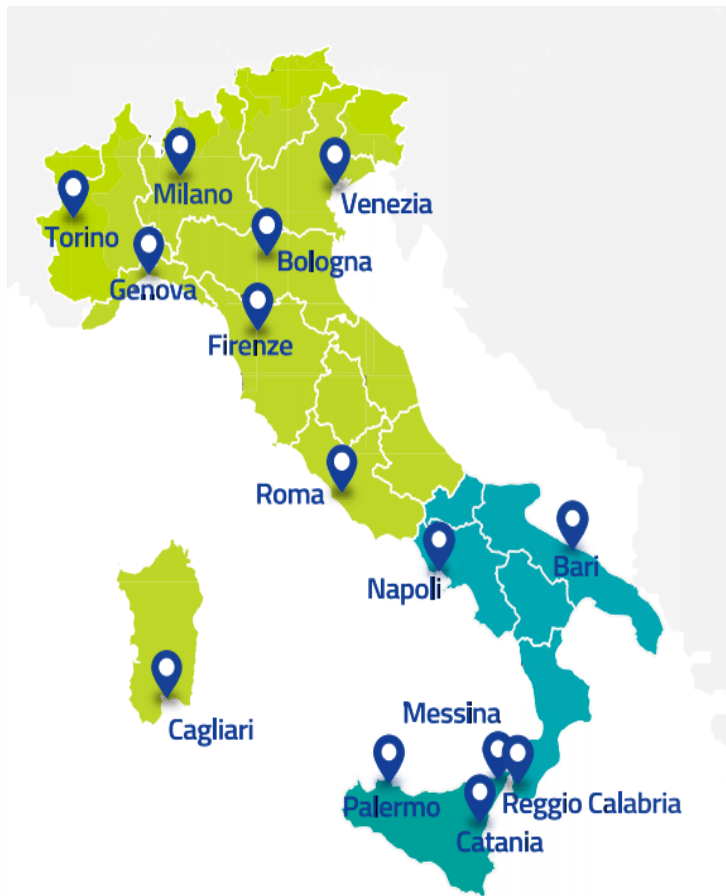 Milano
Venezia
Torino
Bologna
Genova
Firenze
Roma
Bari
Napoli
Messina
Cagliari
Palermo
Reggio Calabria
Catania